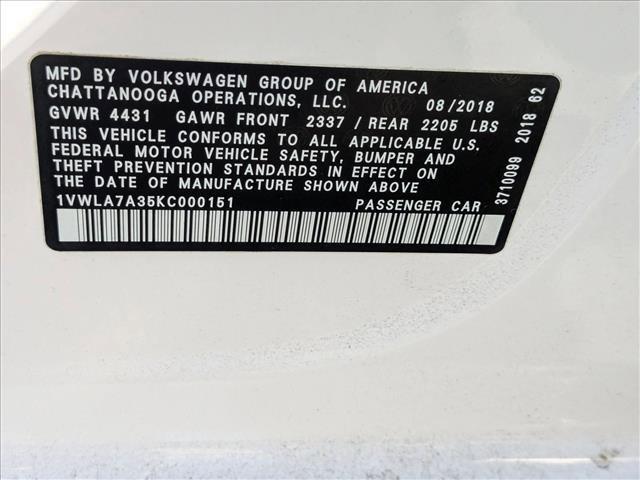 MFD BY VOLKSWAGEN GROUP OF AMERICA
CHATTANOOGA OPERATIONS, LLC. 08/2018
GVWR 4431 GAWR FRONT 2337 / REAR 2205 LBS
THIS VEHICLE CONFORMS TO ALL APPLICABLE U.S.
FEDERAL MOTOR VEHICLE SAFETY, BUMPER AND
THEFT PREVENTION STANDARDS IN EFFECT ON
THE DATE OF MANUFACTURE SHOWN ABOVE
1VWLA7A35KC000151 PASSENGER CAR
3710099 2018 62